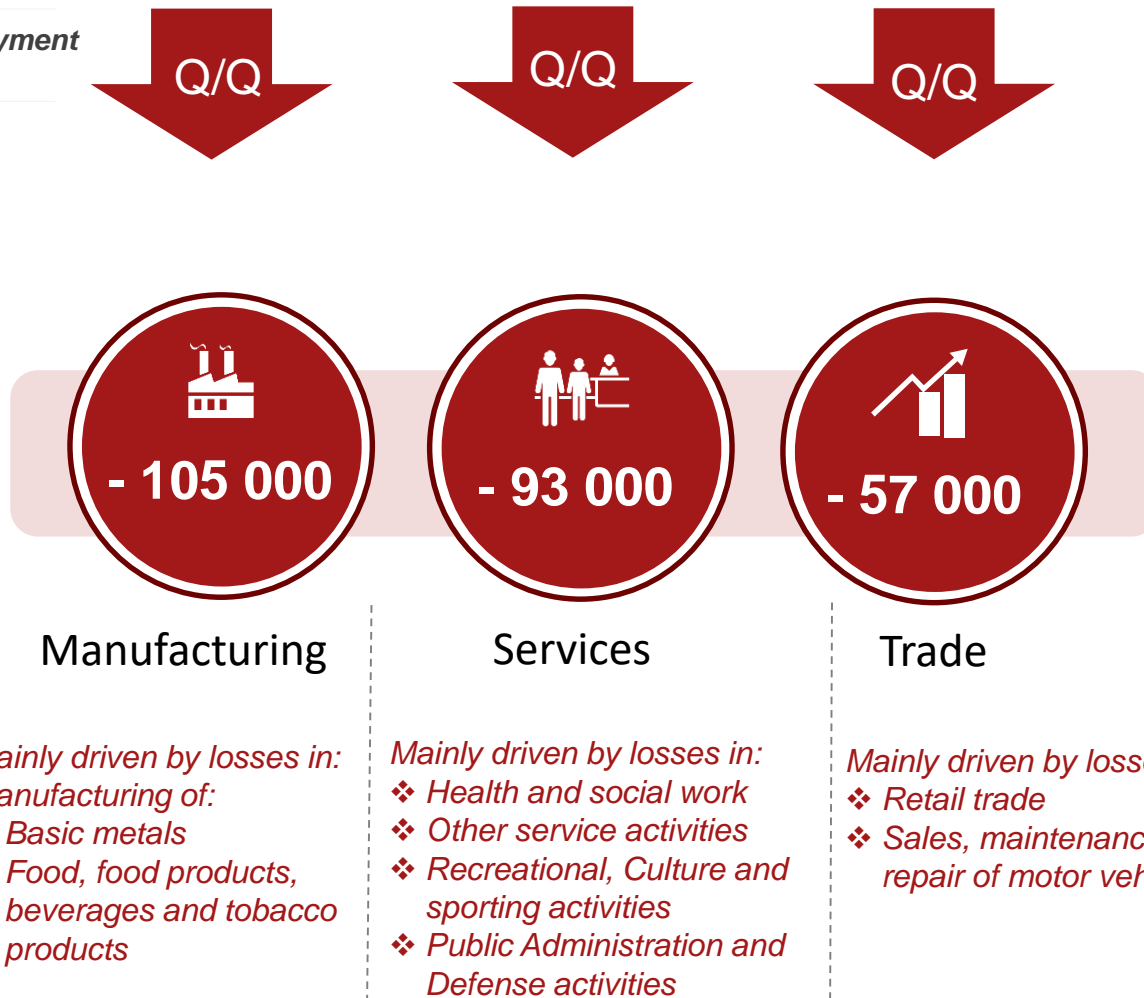 yment
Q/Q
Q/Q
Q/Q
- 105 000
- 93 000
- 57 000
Manufacturing
Services
Trade
ainly driven by losses in:
anufacturing of:
Basic metals
Food, food products,
beverages and tobacco
products
Mainly driven by losses in:
❖ Health and social work
❖ Other service activities
❖ Recreational, Culture and
sporting activities
❖ Public Administration and
Defense activities
Mainly driven by loss
❖ Retail trade
❖ Sales, maintenanc
repair of motor veh